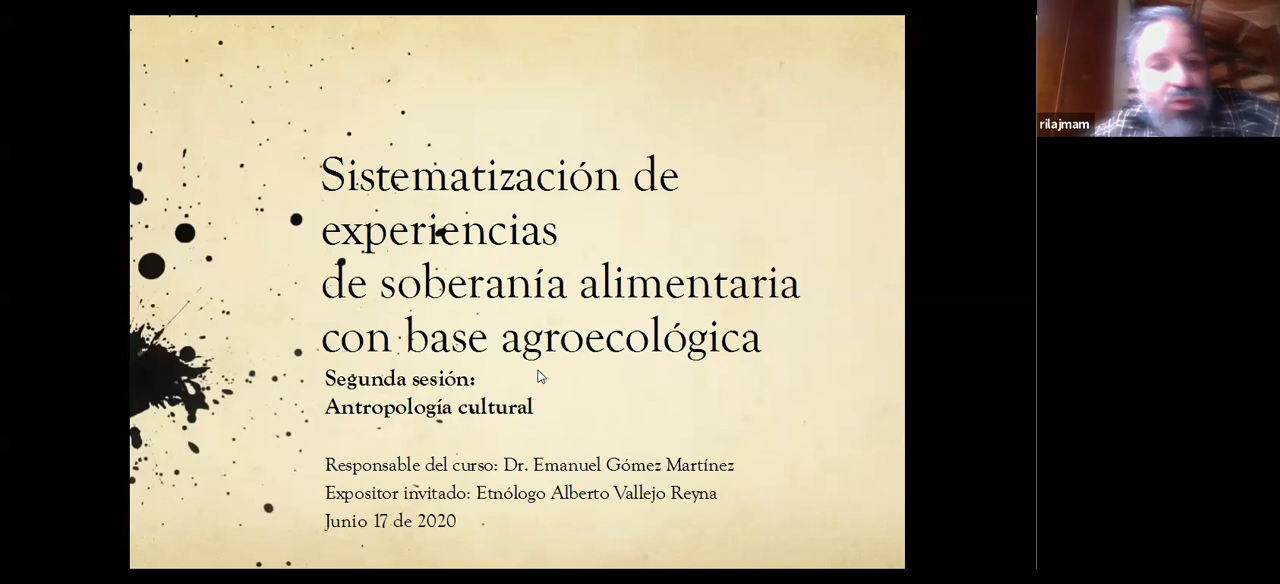 Sistematización de
experiencias
de soberanía alimentaria
con base agroecológica
Segunda sesión:
Antropología cultural
Responsable del curso: Dr. Emanuel Gómez Martínez
Expositor invitado: Etnólogo Alberto Vallejo Reyna
Junio 17 de 2020
rilajmam